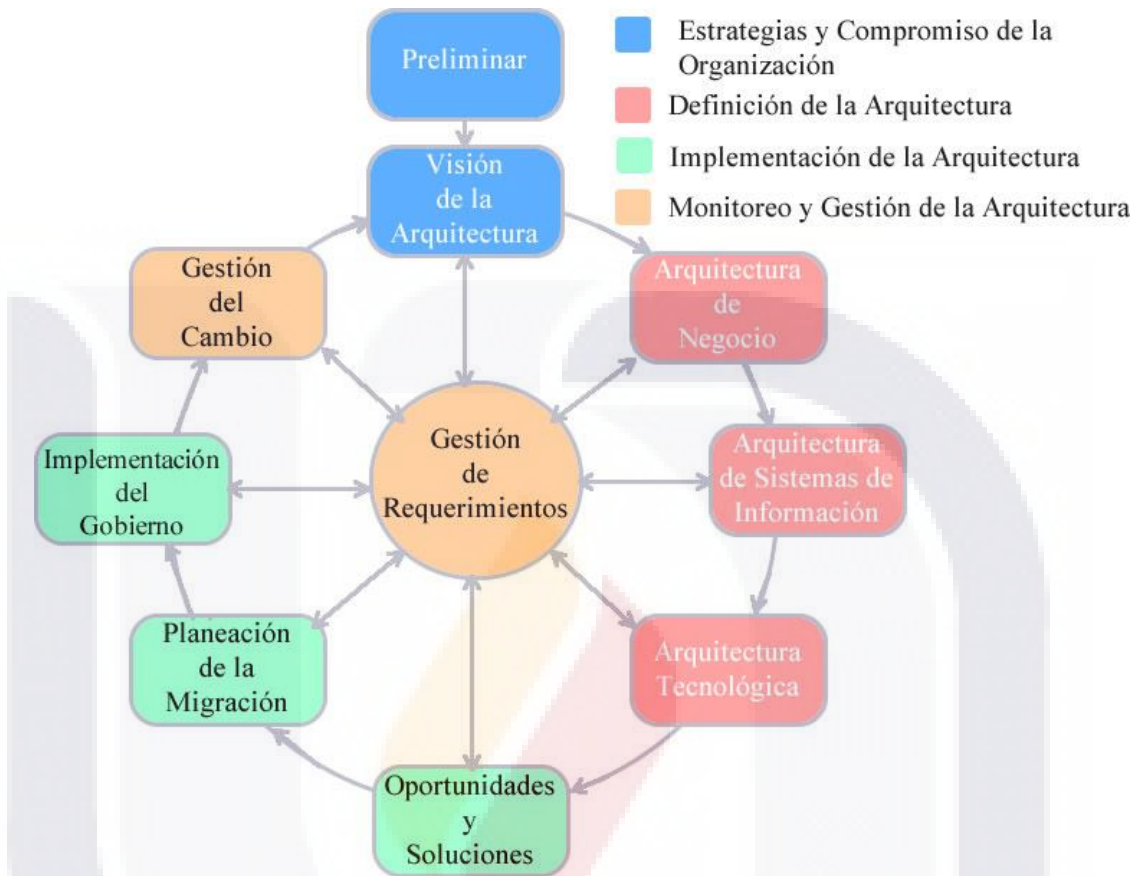 Preliminar
Estrategias y Compromiso de la
Organización
Definición de la Arquitectura
Implementación de la Arquitectura
Monitoreo y Gestión de la Arquitectura
Visión
de la
Arquitectura
Arquitectura
de
Negocio
Arquitectura
de Sistemas de
Información
Arquitectura
Tecnológica
Oportunidades
y
Soluciones
Planeación
de la
Migración
Implementación
del
Gobierno
Gestión
del
Cambio
Gestión
de
Requerimientos